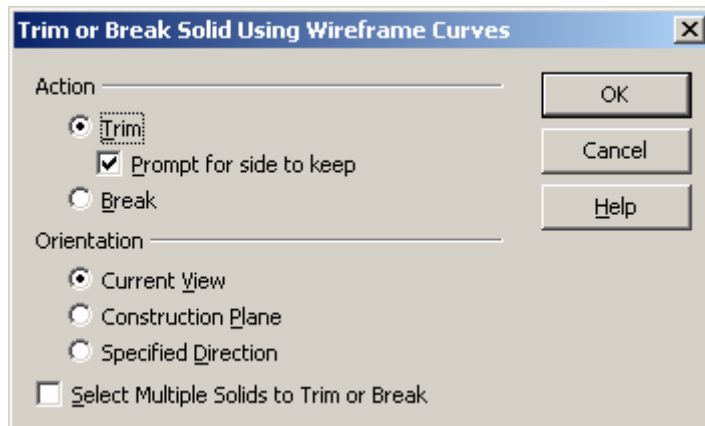 Trim or Break Solid Using Wireframe Curves
Action
Trim
Prompt for side to keep
Break
Orientation
Current View
Construction Plane
Specified Direction
Select Multiple Solids to Trim or Break
OK
Cancel
Help